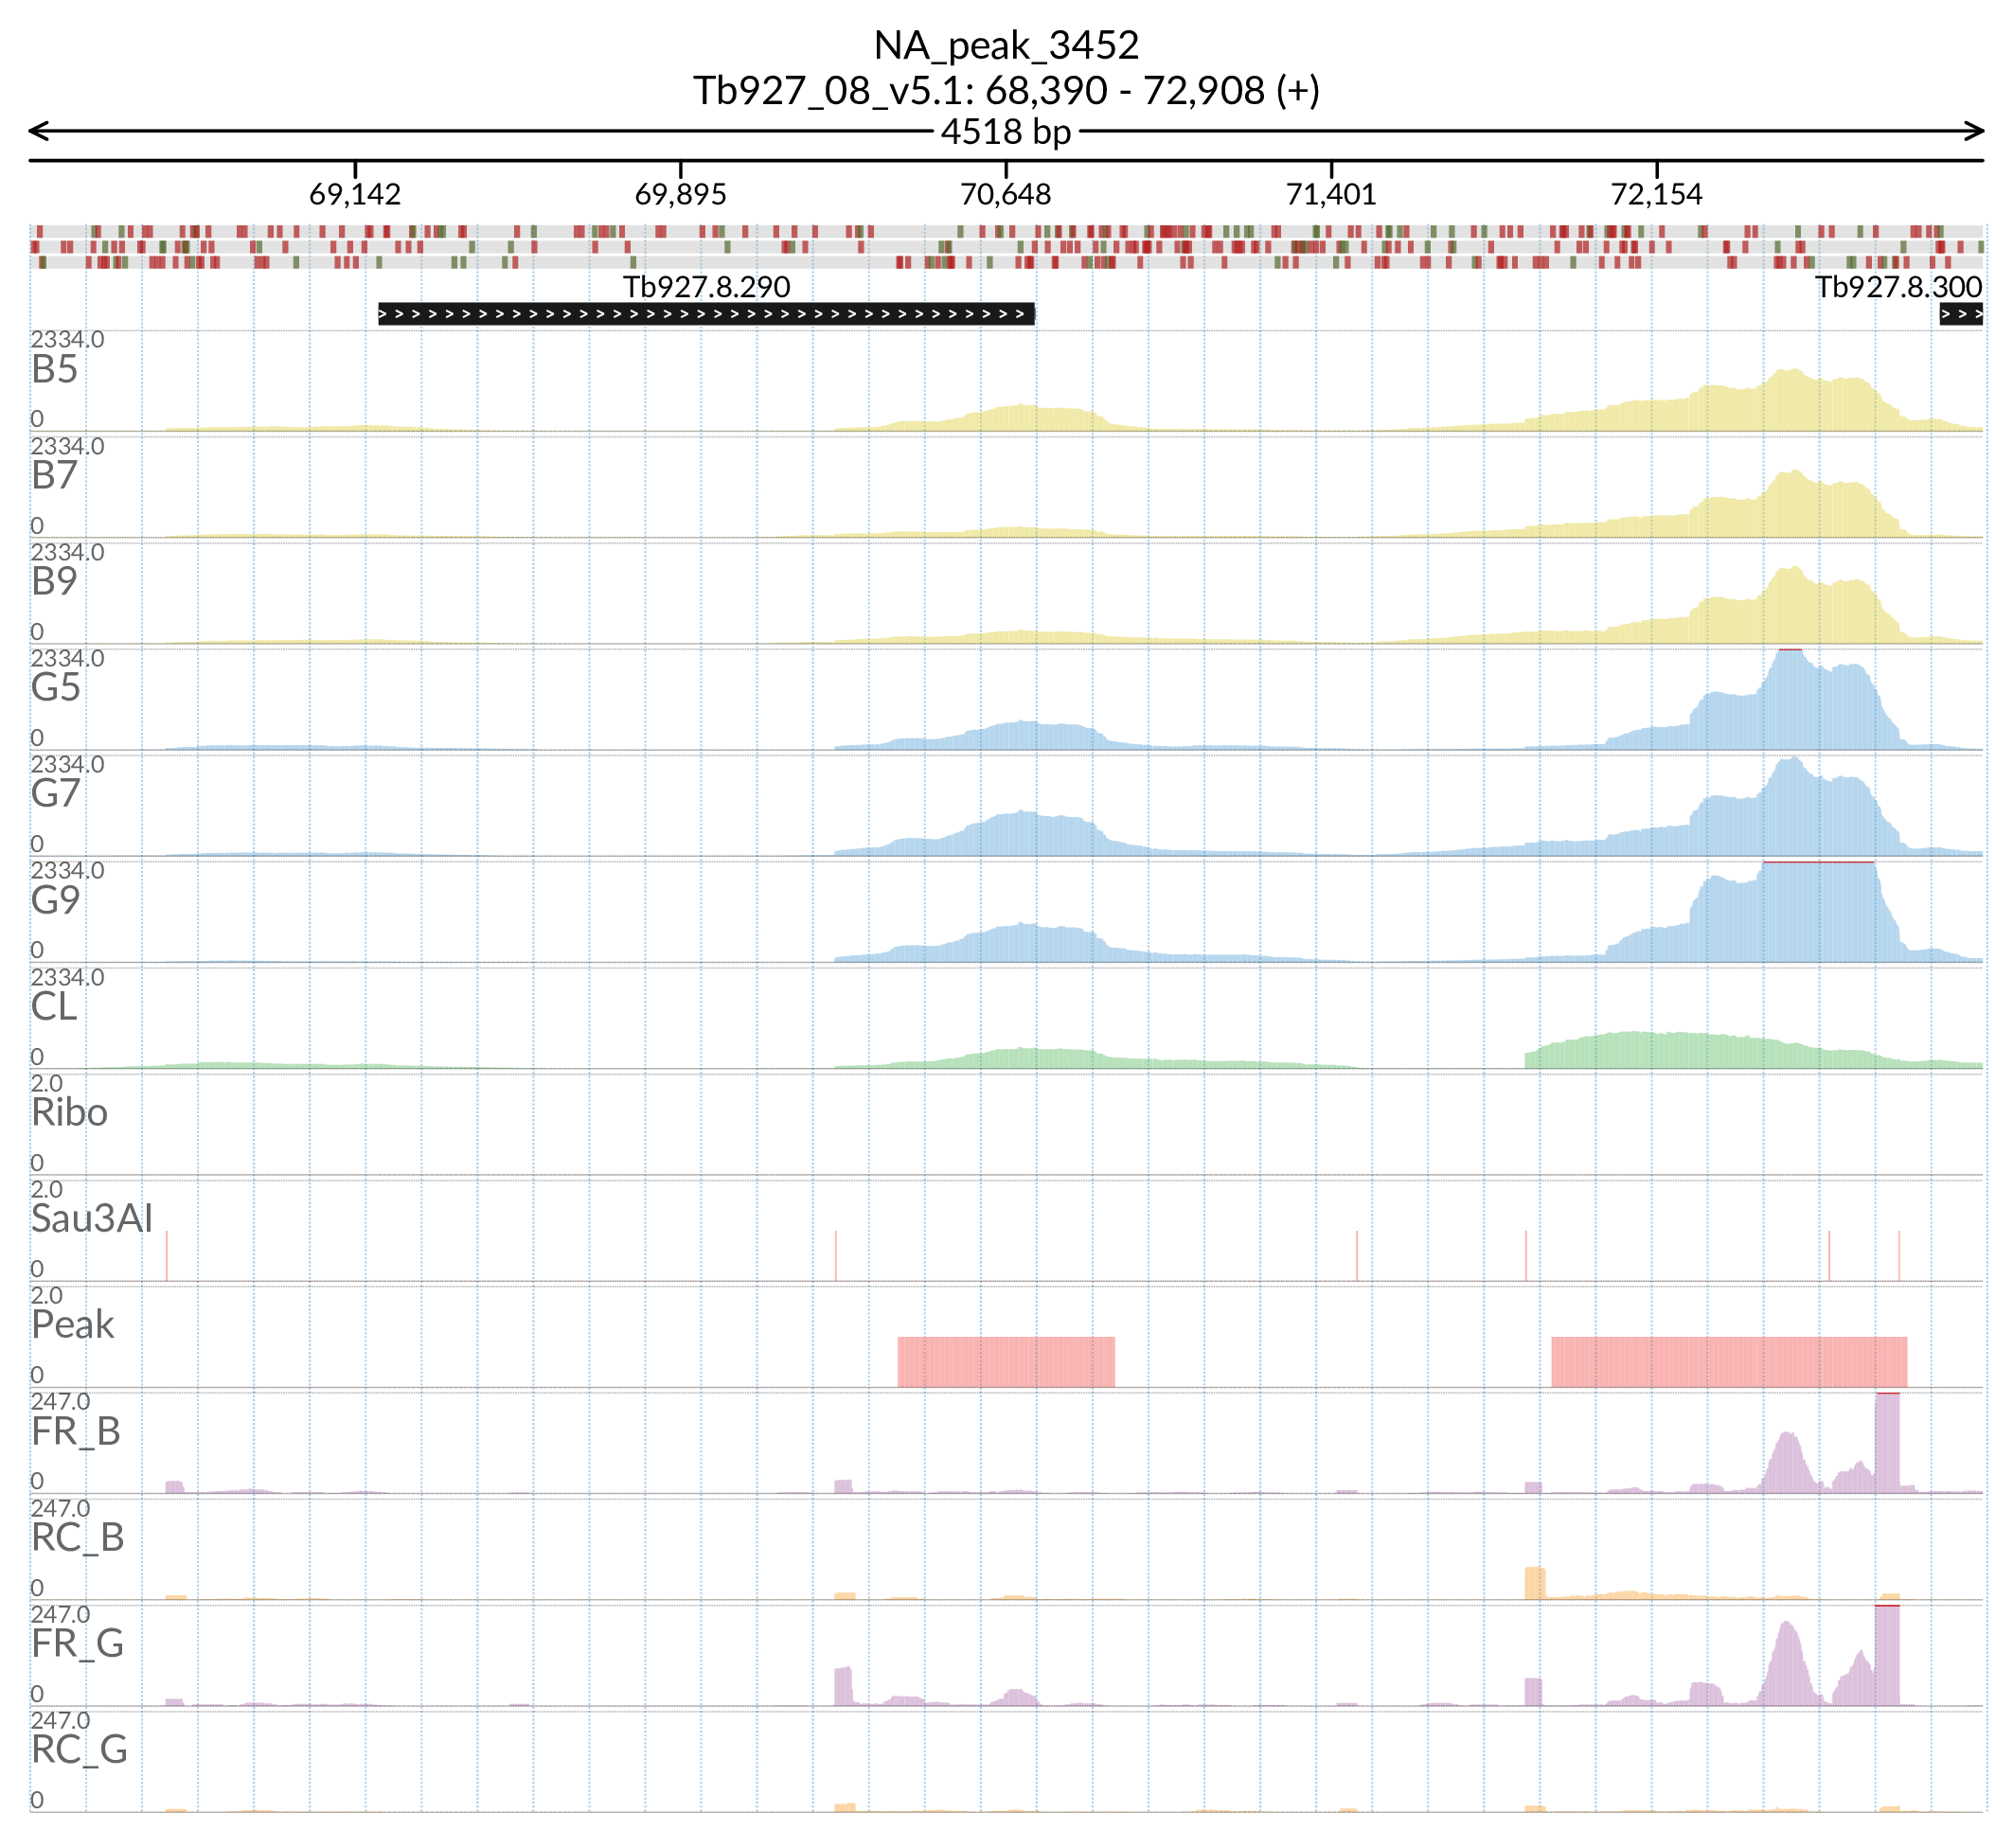 NA_peak_3452
Tb927_08_v5.1: 68,390 - 72,908 (+)
4518 bp
69,142 69,895 70,648 71,401 72,154
Tb927.8.290 Tb927.8.300
2334.0
B5
0
2334.0
B7
0
2334.0
B9
0
2334.0
G5
0
2334.0
G7
0
2334.0
G9
0
2334.0
CL
0
2.0
Ribo
0
2.0
Sau3AI
0
2.0
Peak
0
247.0
FR_B
0
247.0
RC_B
0
247.0
FR_G
0
247.0
RC_G
0